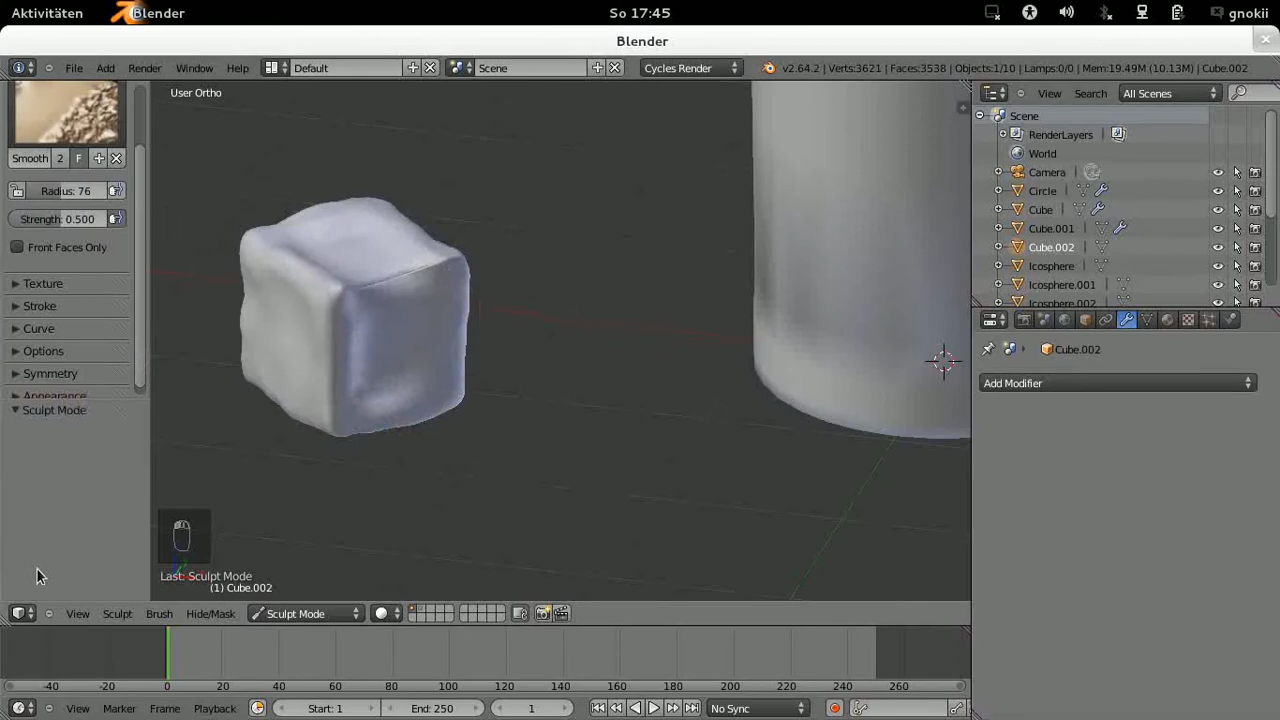 Aktivitäten Blender So 17:45 gnokii
Blender
File Add Render Window Help Default Scene Cycles Render v2.64.2 | Verts:3621 | Faces:3538 | Objects:1/10 | Lamps:0/0 | Mem:19.49M (10.13M) | Cube.002
User Ortho
View Search All Scenes
Scene
RenderLayers
World
Camera
Circle
Cube
Cube.001
Cube.002
Icosphere
Icosphere.001
Icosphere.002
Smooth 2 F
Radius: 76
Strength: 0.500
Front Faces Only
Texture
Stroke
Curve
Options
Symmetry
Appearance
Sculpt Mode
Cube.002
Add Modifier
Last: Sculpt Mode
(1) Cube.002
View Sculpt Brush Hide/Mask Sculpt Mode
-40 -20 0 20 40 60 80 100 120 140 160 180 200 220 240 260
View Marker Frame Playback Start: 1 End: 250 1 No Sync